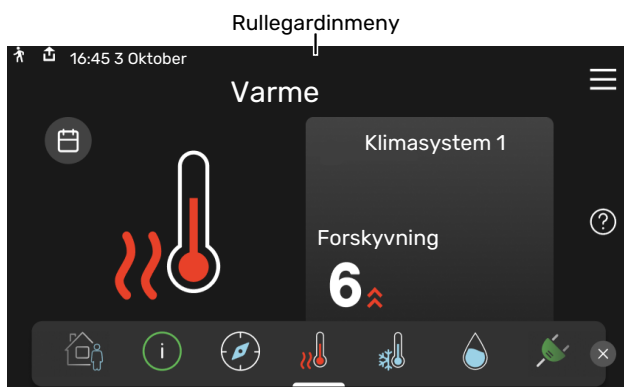 Rullegardinmeny
16:45 3 Oktober
Varme
Klimasystem 1
Forskyvning
6